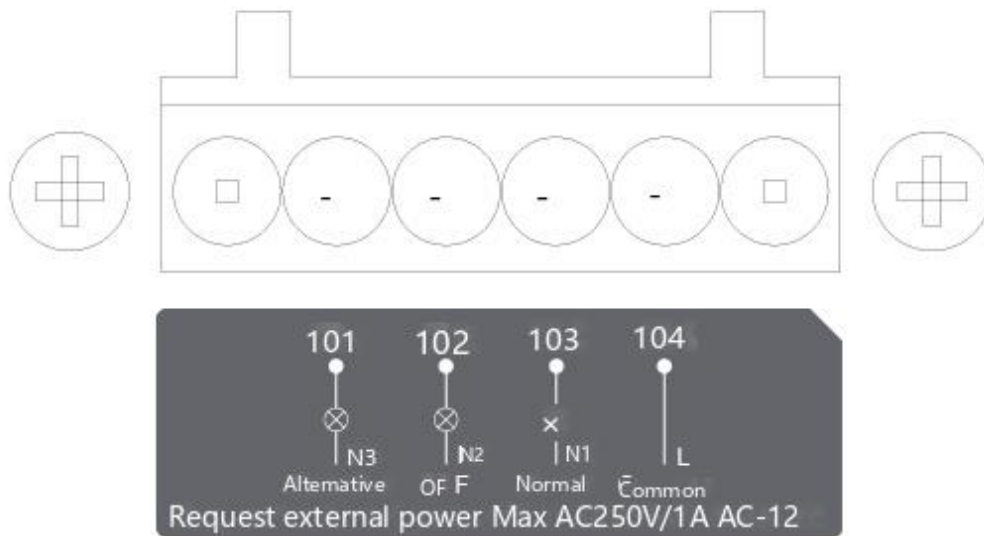 101 102 103 104
N3 N2 N1 L
Altemative OF F Normal Common
Request external power Max AC250V/1A AC-12